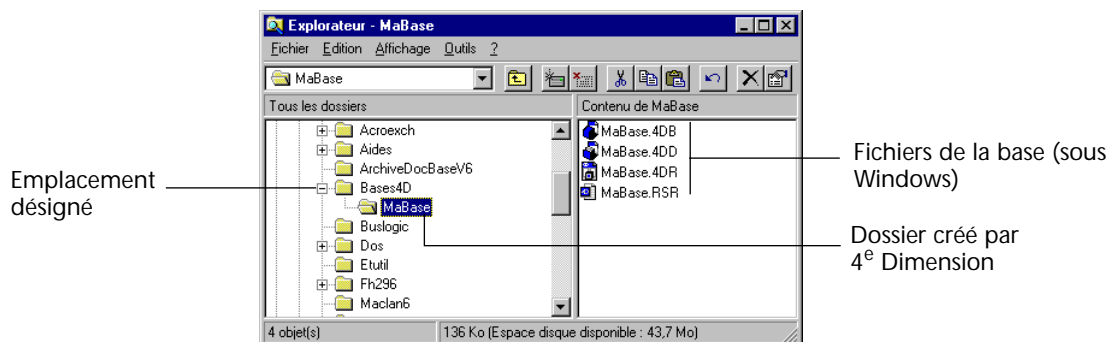 Explorateur - MaBase
Fichier Edition Affichage Outils ?
MaBase
Tous les dossiers
Contenu de MaBase
Acroexch
Aides
ArchiveDocBaseV6
Bases4D
MaBase
Buslogic
Dos
Etutil
Fh296
Maclan6
MaBase.4DB
MaBase.4DD
MaBase.4DR
MaBase.RSR
4 objet(s)
136 Ko (Espace disque disponible : 43,7 Mo)
Emplacement
désigné
Fichiers de la base (sous
Windows)
Dossier créé par
4e Dimension